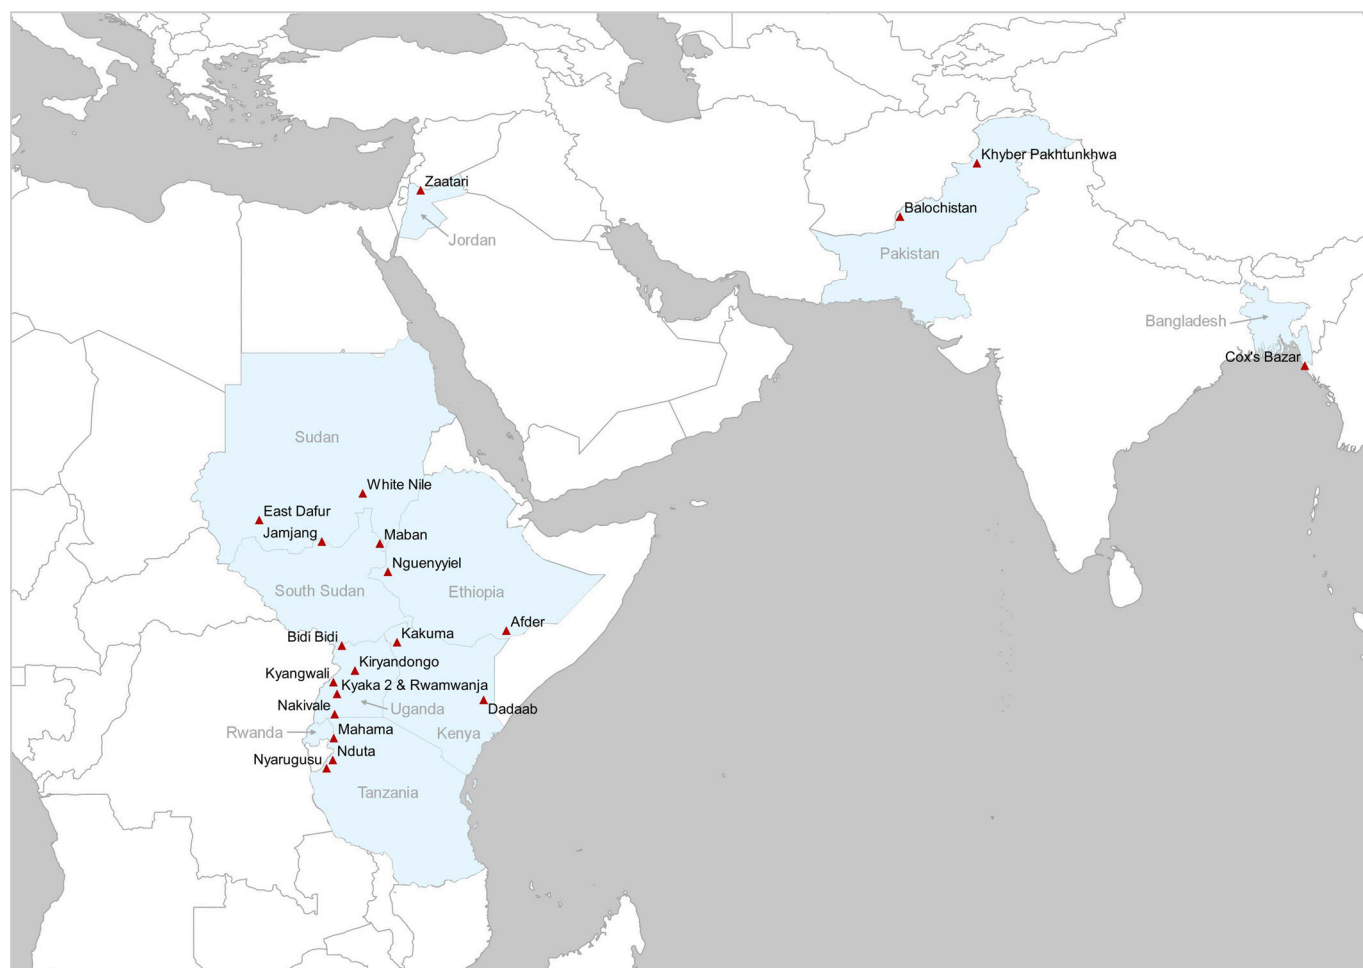 Khyber Pakhtunkhwa
Zaatari
Balochistan
Jordan
Pakistan
Bangladesh
Cox's Bazar
Sudan
White Nile
East Dafur
Jamjang
Maban
Nguenyyiel
South Sudan
Ethiopia
Afder
Bidi Bidi
Kakuma
Kiryandongo
Kyangwali
Kyaka 2 & Rwamwanja
Nakivale
Uganda
Dadaab
Rwanda
Mahama
Kenya
Nduta
Nyarugusu
Tanzania